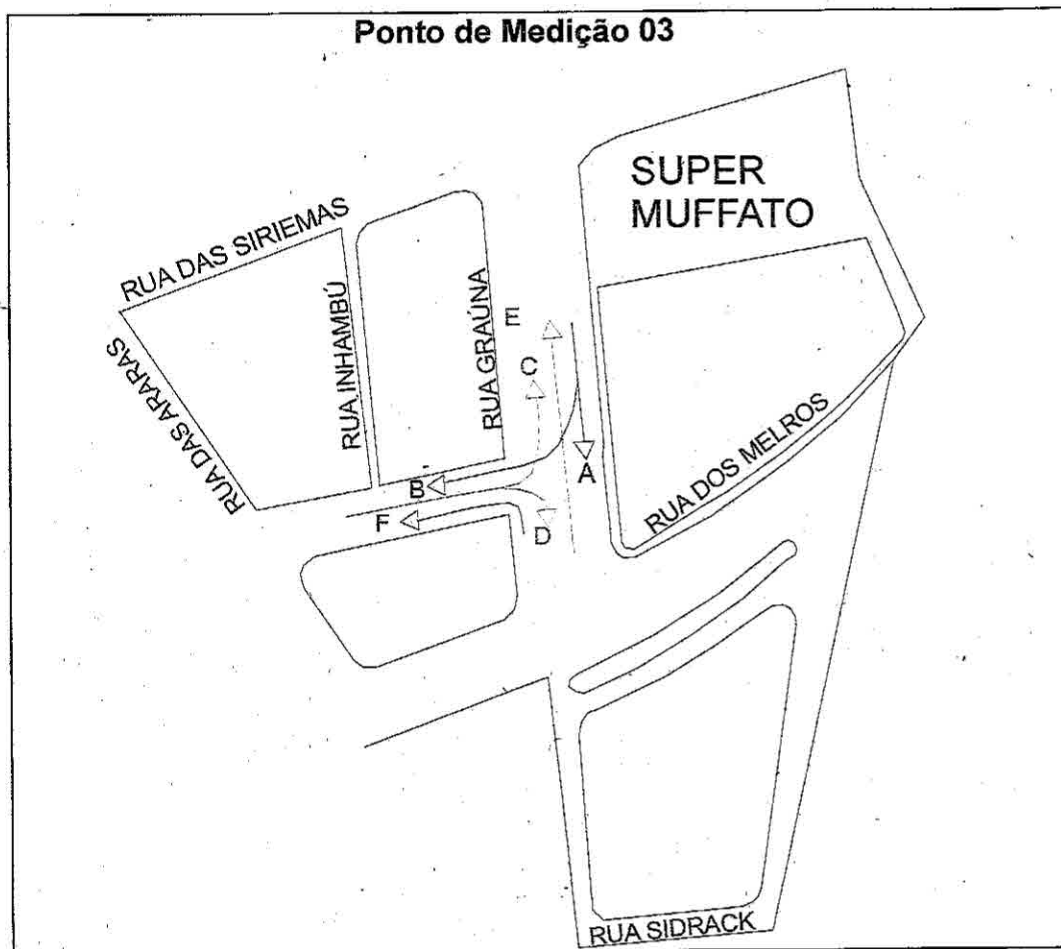 Ponto de Medição 03
SUPER
MUFFATO
RUA DAS SIRIEMAS
RUA INHAMBÚ
RUA GRAÚNA
RUA DAS ARARAS
E
C
A
B
F
D
RUA DOS MELROS
RUA SIDRACK